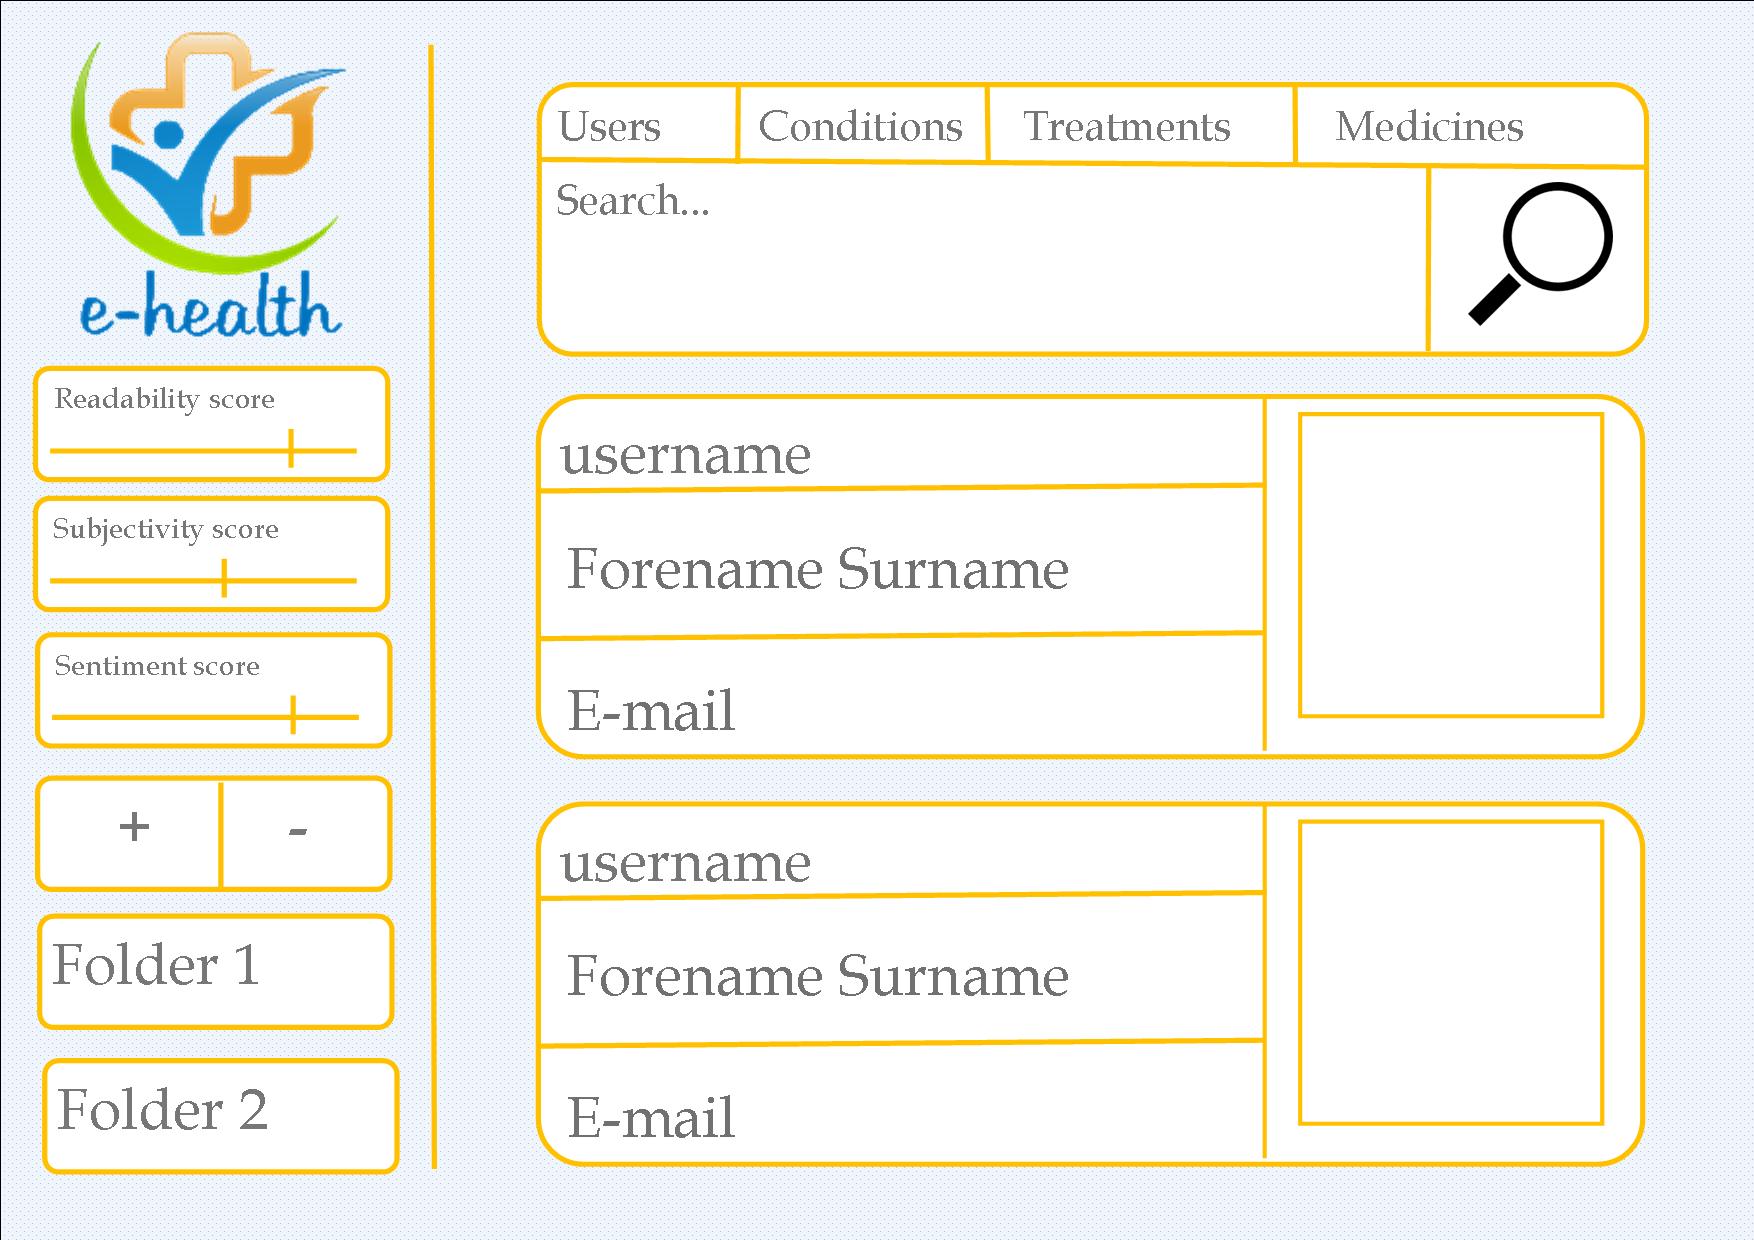 e-health
Readability score
Subjectivity score
Sentiment score
+ -
Folder 1
Folder 2
Users Conditions Treatments Medicines
Search...
username
Forename Surname
E-mail
username
Forename Surname
E-mail